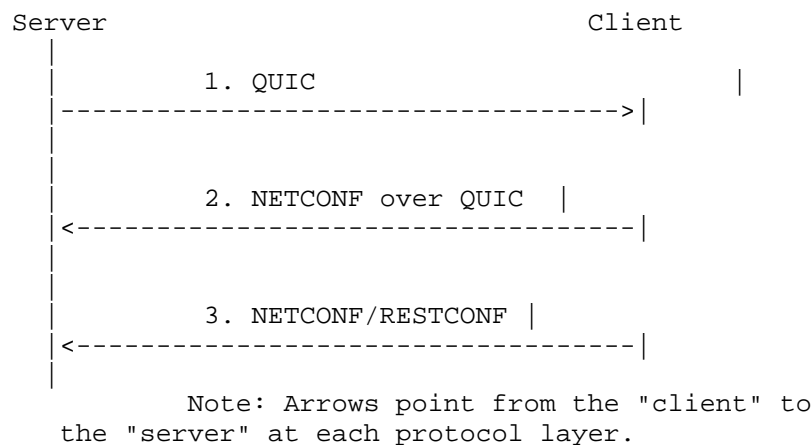 Server                              Client
   |
   |         1. QUIC                          |
   |----------------------------------->|
   |
   |
   |         2. NETCONF over QUIC  |
   |<-----------------------------------|
   |
   |
   |         3. NETCONF/RESTCONF |
   |<-----------------------------------|
   |
           Note: Arrows point from the "client" to
   the "server" at each protocol layer.